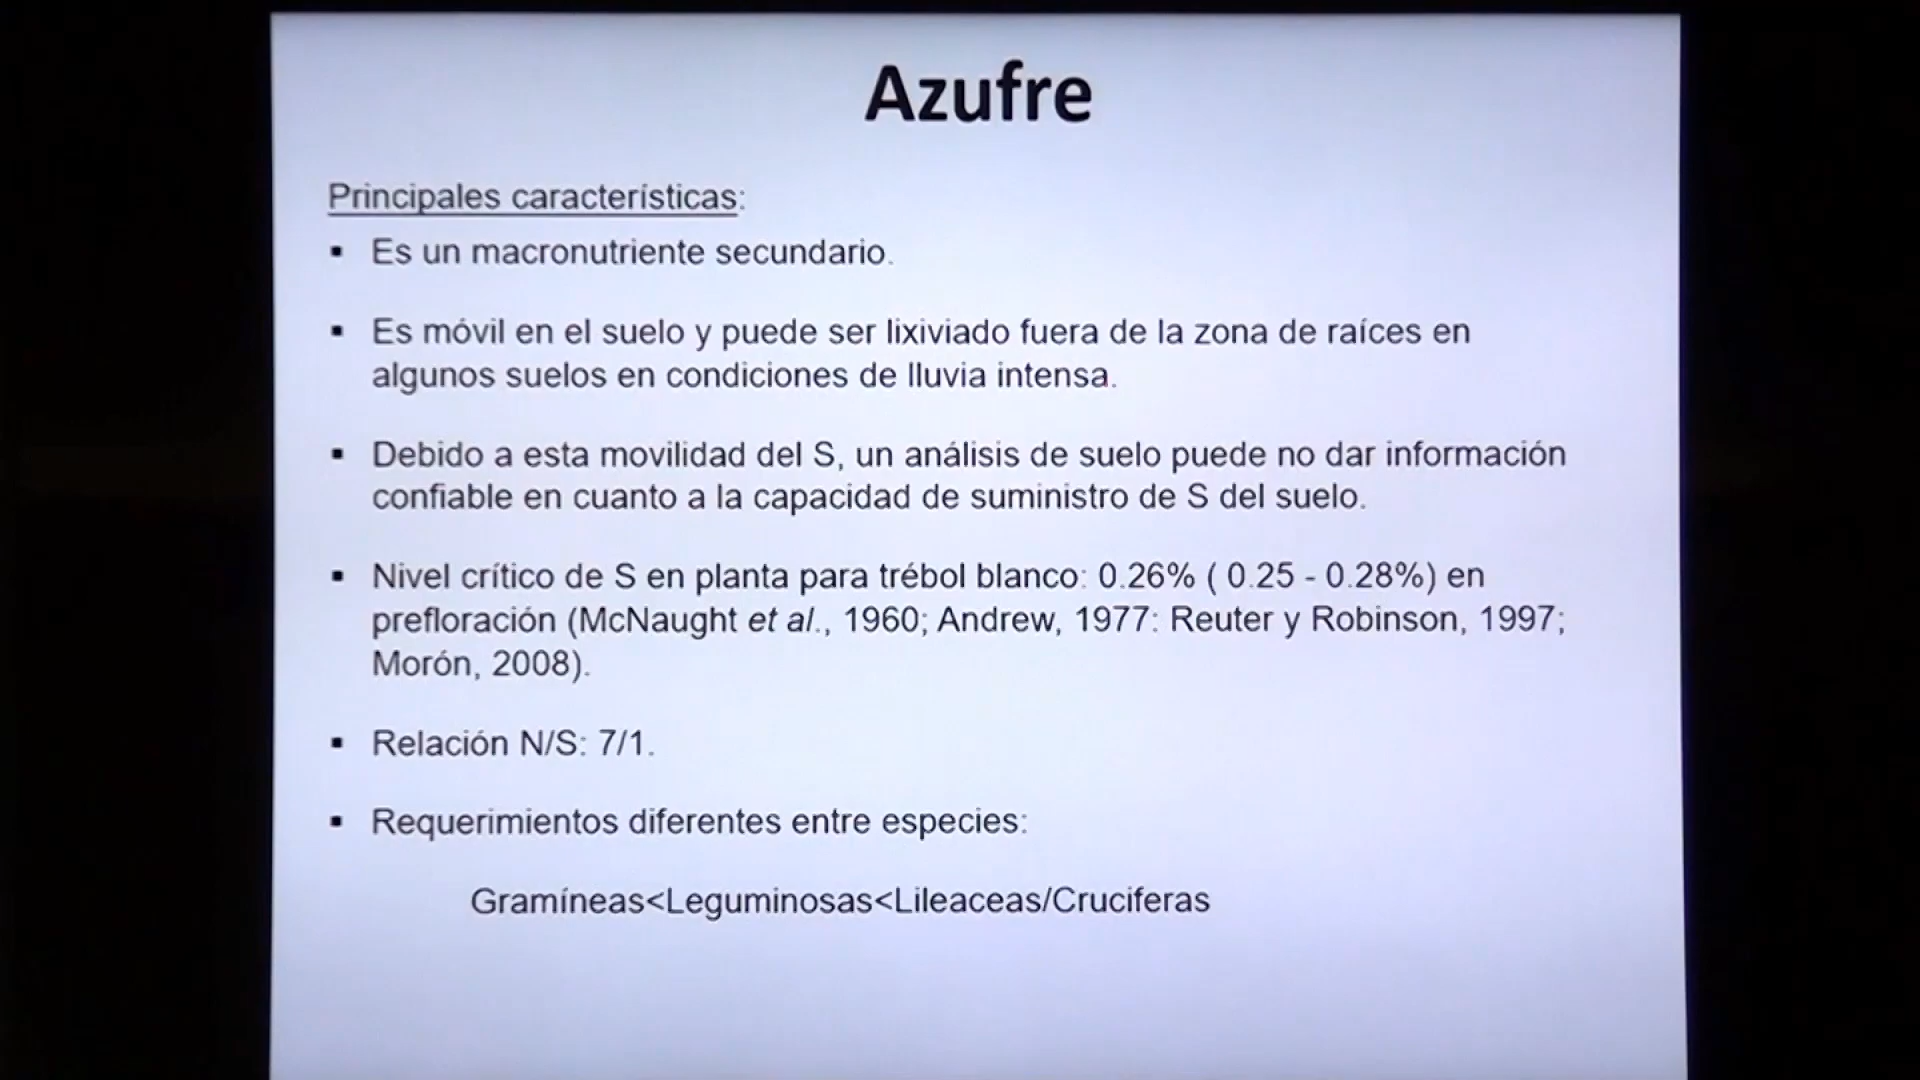 Azufre
Principales características:
▪ Es un macronutriente secundario.
▪ Es móvil en el suelo y puede ser lixiviado fuera de la zona de raíces en
algunos suelos en condiciones de lluvia intensa.
▪ Debido a esta movilidad del S, un análisis de suelo puede no dar información
confiable en cuanto a la capacidad de suministro de S del suelo.
▪ Nivel crítico de S en planta para trébol blanco: 0.26% ( 0.25 - 0.28%) en
prefloración (McNaught et al., 1960; Andrew, 1977: Reuter y Robinson, 1997;
Morón, 2008).
▪ Relación N/S: 7/1.
▪ Requerimientos diferentes entre especies:
Gramíneas<Leguminosas<Lileaceas/Cruciferas